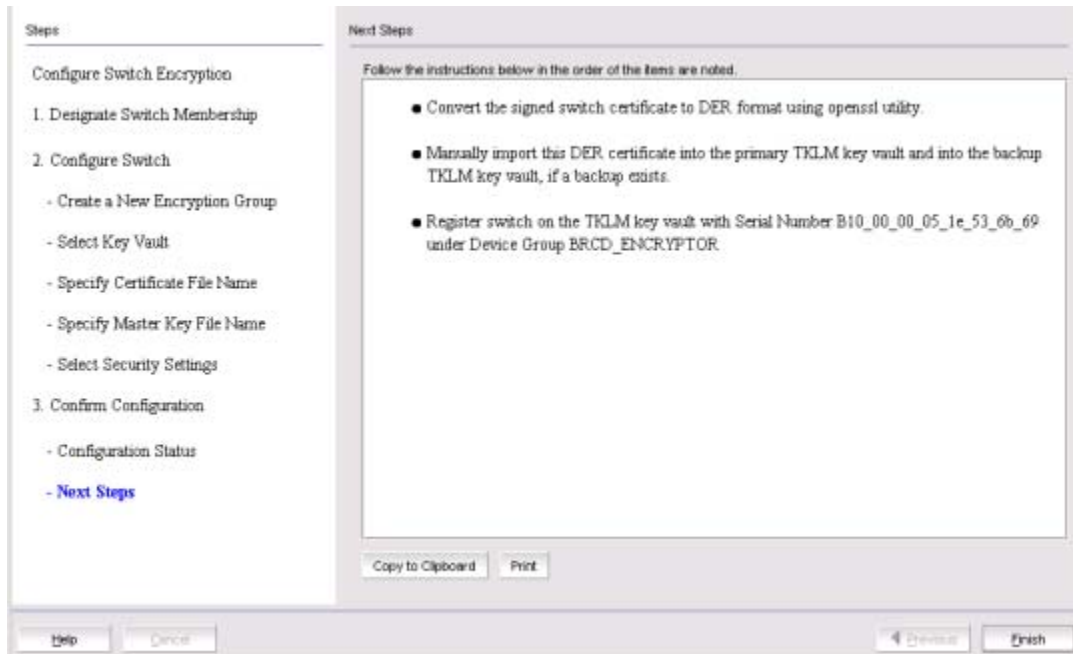 Steps
Configure Switch Encryption
1. Designate Switch Membership
2. Configure Switch
- Create a New Encryption Group
- Select Key Vault
- Specify Certificate File Name
- Specify Master Key File Name
- Select Security Settings
3. Confirm Configuration
- Configuration Status
- Next Steps
Next Steps
Follow the instructions below in the order of the items are noted.
● Convert the signed switch certificate to DER format using openssl utility.
● Manually import this DER certificate into the primary TKLM key vault and into the backup
TKLM key vault, if a backup exists.
● Register switch on the TKLM key vault with Serial Number B10_00_00_05_1e_53_6b_69
under Device Group BRCD_ENCRYPTOR
Copy to Clipboard
Print
Help
Cancel
Previous
Finish